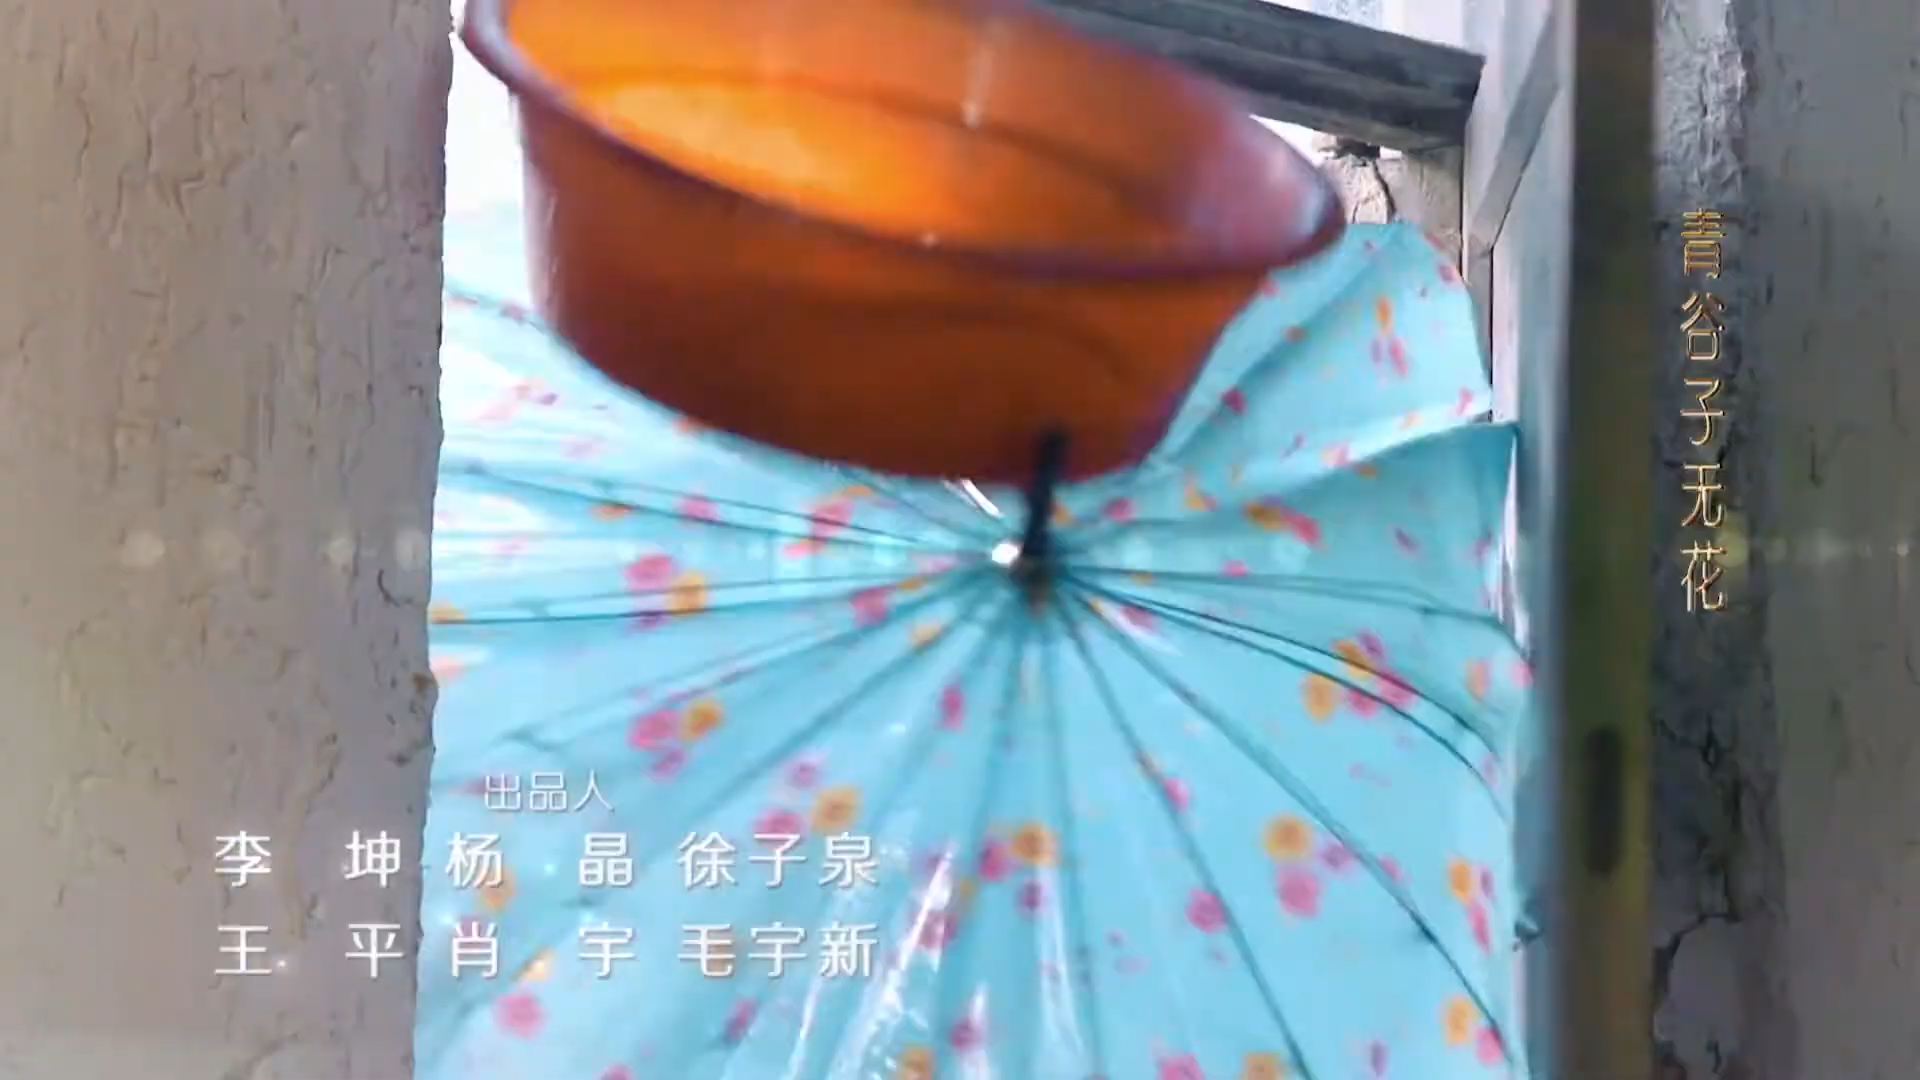 青谷子无花
出品人
李 坤 杨 晶 徐子泉
王 平 肖 宇 毛宇新